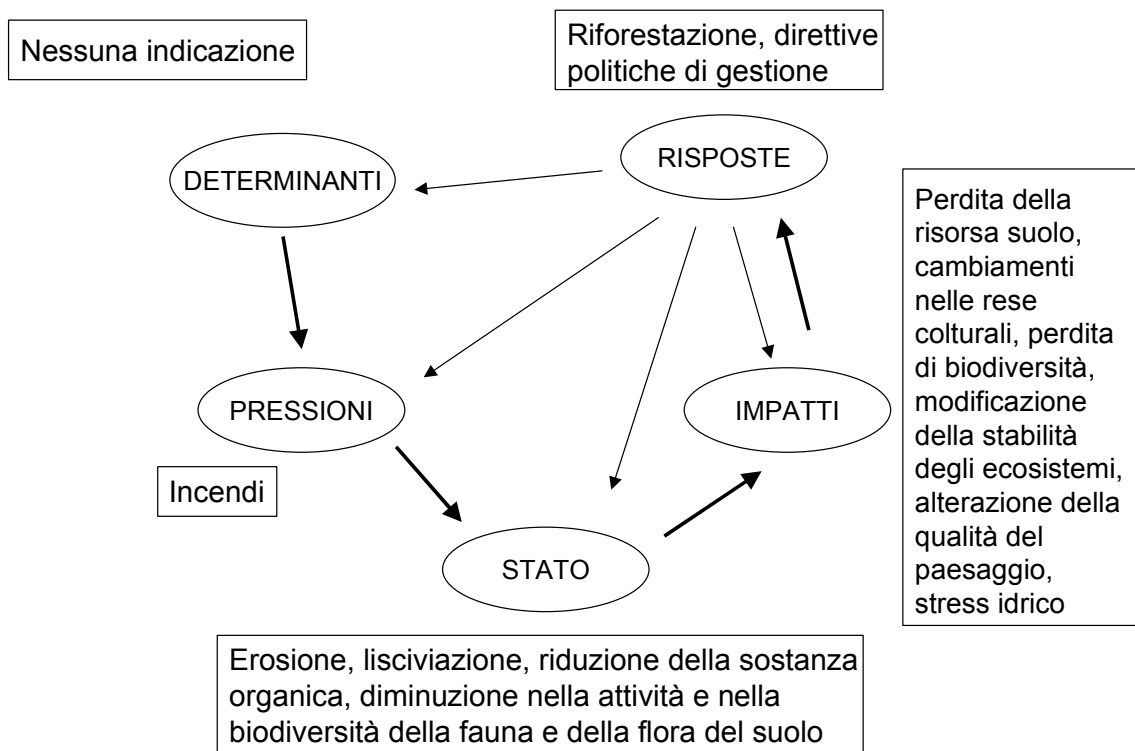 Nessuna indicazione
Riforestazione, direttive
politiche di gestione
RISPOSTE
DETERMINANTI
Perdita della
risorsa suolo,
cambiamenti
nelle rese
colturali, perdita
di biodiversità,
modificazione
della stabilità
degli ecosistemi,
alterazione della
qualità del
paesaggio,
stress idrico
PRESSIONI
IMPATTI
Incendi
STATO
Erosione, lisciviazione, riduzione della sostanza
organica, diminuzione nella attività e nella
biodiversità della fauna e della flora del suolo